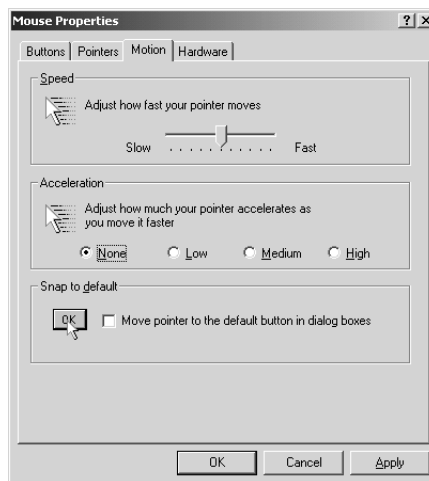 Mouse Properties
Buttons Pointers Motion Hardware
Speed
Adjust how fast your pointer moves
Slow Fast
Acceleration
Adjust how much your pointer accelerates as
you move it faster
None Low Medium High
Snap to default
OK Move pointer to the default button in dialog boxes
OK Cancel Apply